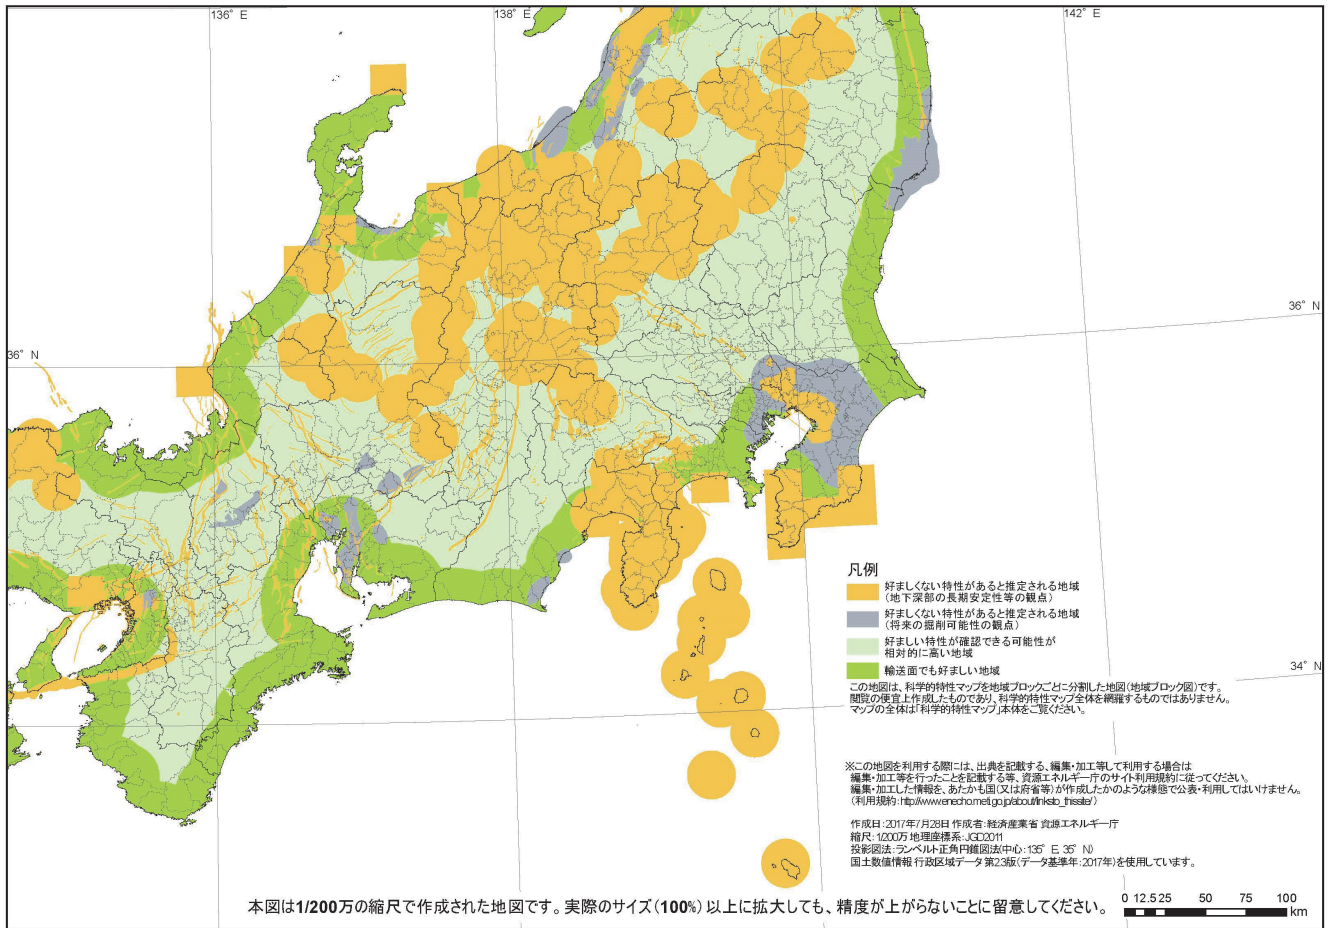 136° E
138° E
142° E
36° N
36° N
34° N
凡例
好ましくない特性があると推定される地域
(地下深部の長期安定性等の観点)
好ましくない特性があると推定される地域
(将来の掘削可能性の観点)
好ましい特性が確認できる可能性が
相対的に高い地域
輸送面でも好ましい地域
この地図は、科学的特性マップを地域ブロックごとに分割した地図(地域ブロック図)です。
閲覧の便宜上作成したものであり、科学的特性マップ全体を網羅するものではありません。
マップの全体は「科学的特性マップ」本体をご覧ください。
※この地図を利用する際には、出典を記載する、編集・加工等して利用する場合は
編集・加工等を行ったことを記載する等、資源エネルギー庁のサイト利用規約に従ってください。
編集・加工した情報を、あたかも国(又は府省等)が作成したかのような様態で公表・利用してはいけません。
(利用規約:http://www.enecho.meti.go.jp/about/linksto_thissite/)
作成日:2017年7月28日 作成者:経済産業省 資源エネルギー庁
縮尺:1/200万 地理座標系:JGD2011
投影図法:ランベルト正角円錐図法(中心:135° E, 35° N)
国土数値情報 行政区域データ 第2.3版(データ基準年:2017年)を使用しています。
本図は1/200万の縮尺で作成された地図です。実際のサイズ(100%)以上に拡大しても、精度が上がらないことに留意してください。
0 12.525 50 75 100
km